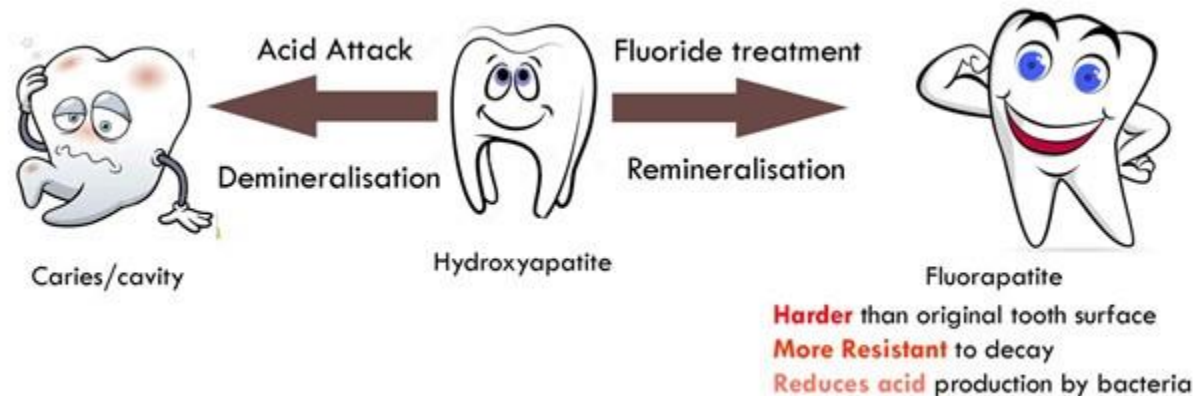 Acid Attack
Demineralisation
Caries/cavity
Hydroxyapatite
Fluoride treatment
Remineralisation
Fluorapatite
Harder than original tooth surface
More Resistant to decay
Reduces acid production by bacteria